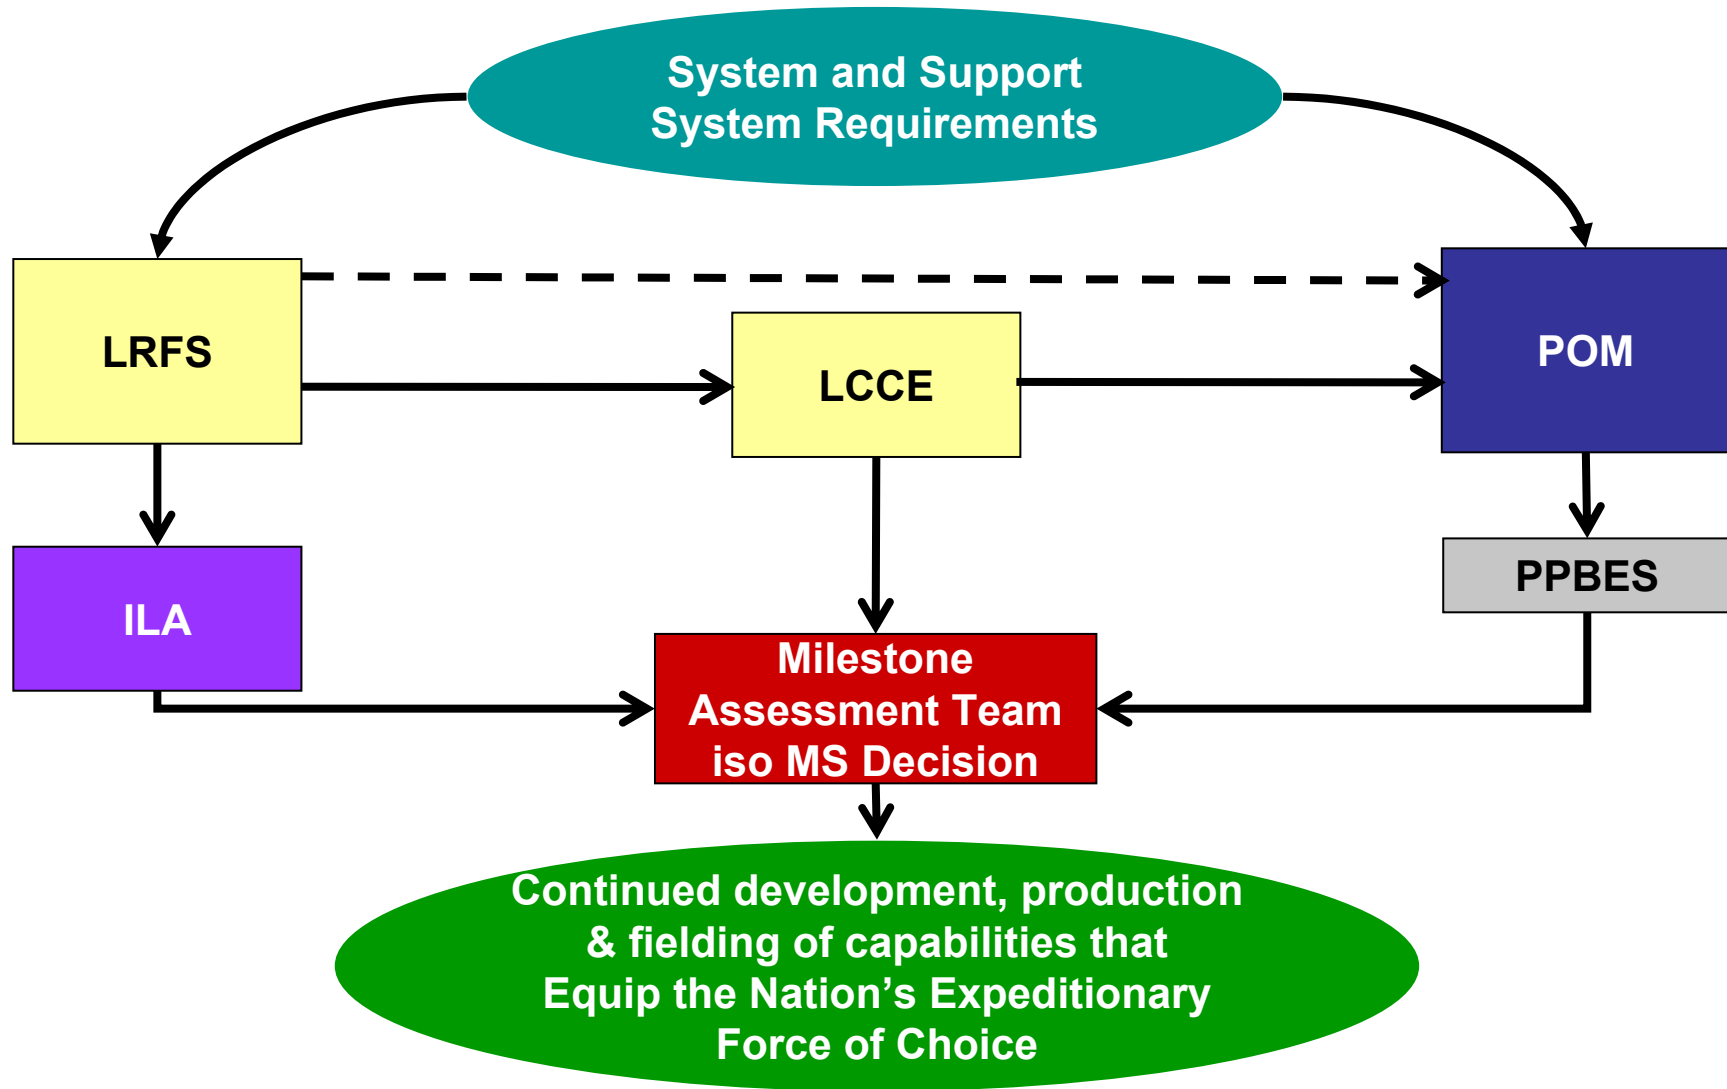 System and Support
System Requirements
LRFS
LCCE
POM
ILA
PPBES
Milestone
Assessment Team
iso MS Decision
Continued development, production
& fielding of capabilities that
Equip the Nation’s Expeditionary
Force of Choice